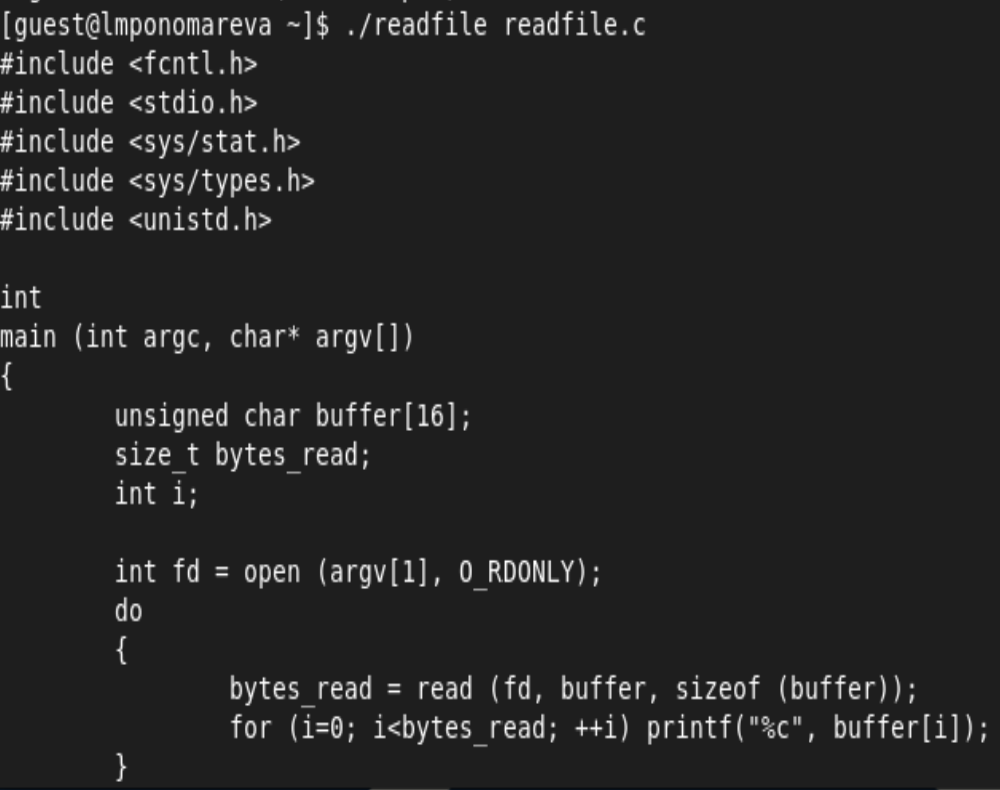 [guest@lmponomareva ~]$ ./readfile readfile.c
#include <fcntl.h>
#include <stdio.h>
#include <sys/stat.h>
#include <sys/types.h>
#include <unistd.h>

int
main (int argc, char* argv[])
{
        unsigned char buffer[16];
        size_t bytes_read;
        int i;

        int fd = open (argv[1], O_RDONLY);
        do
        {
                bytes_read = read (fd, buffer, sizeof (buffer));
                for (i=0; i<bytes_read; ++i) printf("%c", buffer[i]);
        }